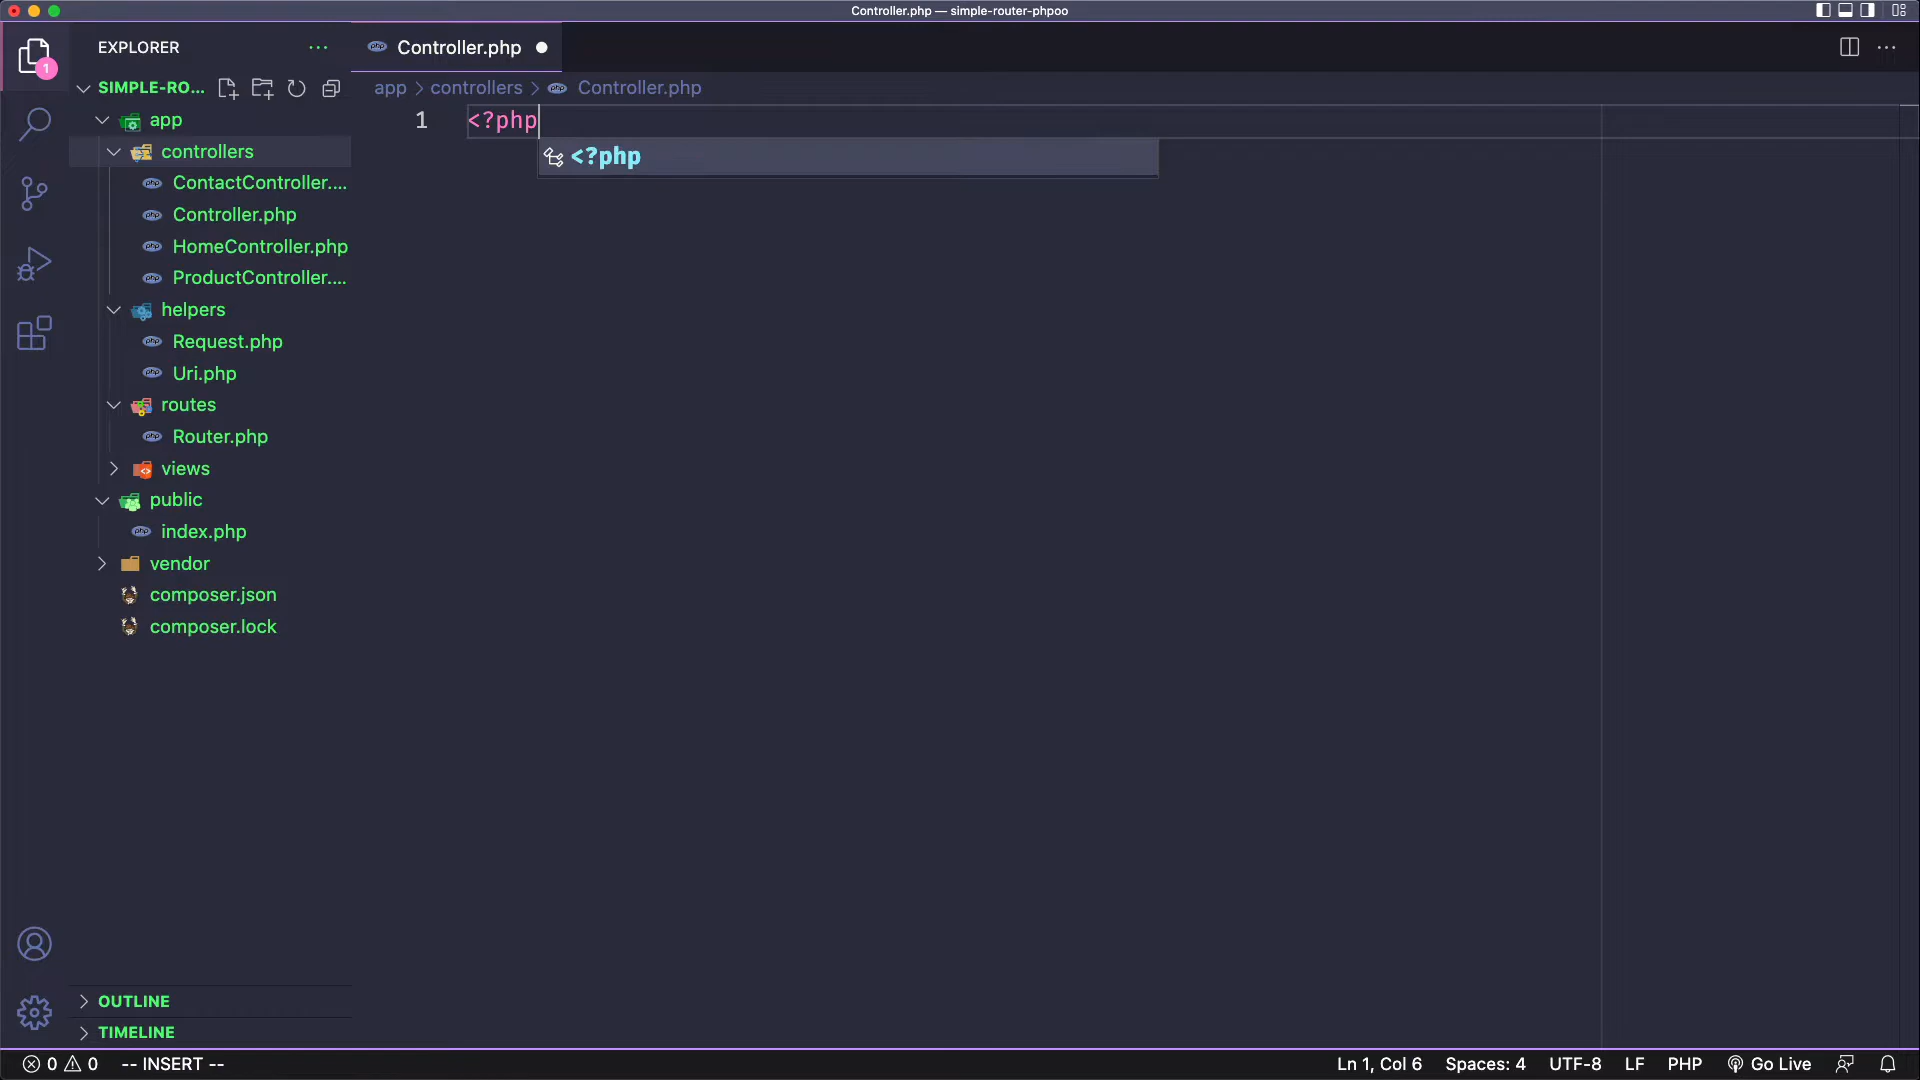 Controller.php — simple-router-phpoo
EXPLORER
Controller.php
SIMPLE-RO...
app
controllers
Controller.php
app
1
<?php
controllers
<?php
ContactController....
Controller.php
HomeController.php
ProductController....
helpers
Request.php
Uri.php
routes
Router.php
views
public
index.php
vendor
composer.json
composer.lock
OUTLINE
TIMELINE
0
0
-- INSERT --
Ln 1, Col 6
Spaces: 4
UTF-8
LF
PHP
Go Live